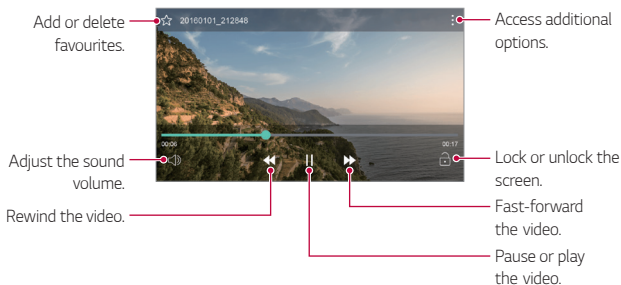 Add or delete
favourites.
20160101_212848
Access additional
options.
00:06
00:17
Adjust the sound
volume.
Lock or unlock the
screen.
Rewind the video.
Fast-forward
the video.
Pause or play
the video.